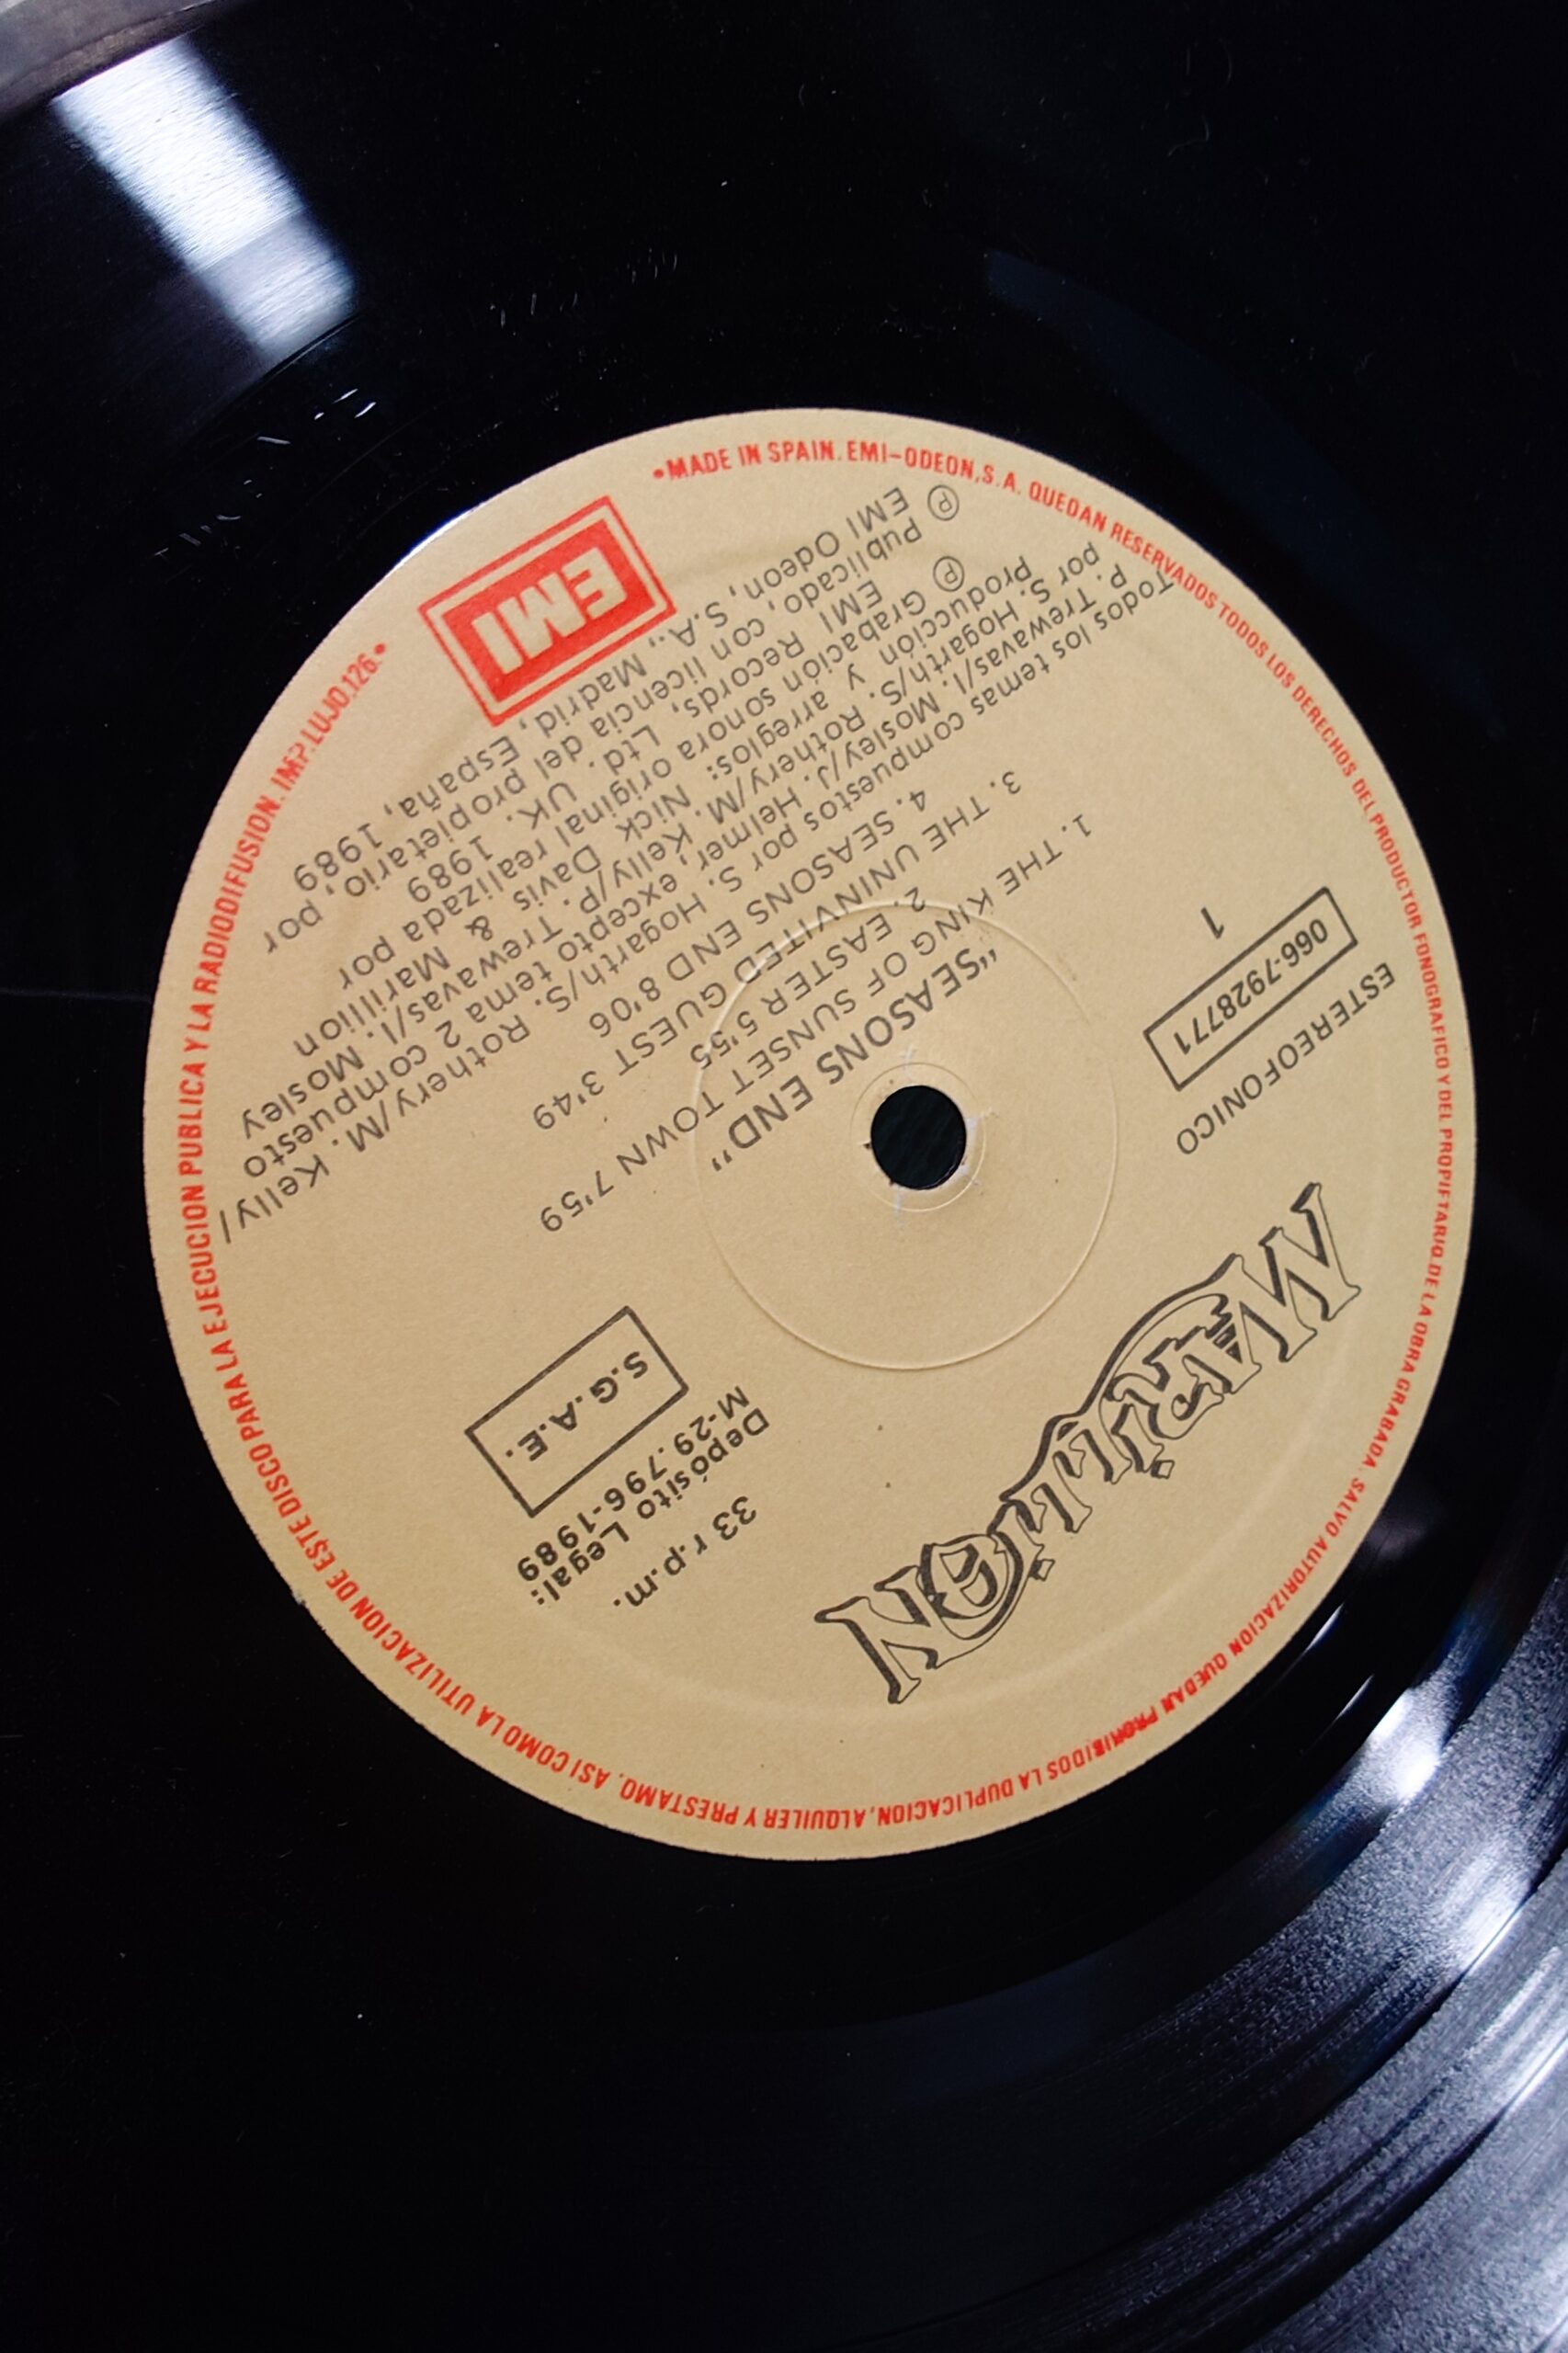 MARILLION
ESTEREOFONICO
066-7928771
1
33 r.p.m.
Depósito Legal:
M-29.796-1989
S.G.A.E.
"SEASONS END"
1. THE KING OF SUNSET TOWN 7'59
2. EASTER 5'55
3. THE UNINVITED GUEST 3'49
4. SEASONS END 8'06
Todos los temas compuestos por S. Hogarth/S. Rothery/M. Kelly/
P. Trewavas/I. Mosley/J. Helmer, excepto tema 2 compuesto
por S. Hogarth/S. Rothery/M. Kelly/P. Trewavas/I. Mosley
Producción y arreglos: Nick Davis & Marillion
Ⓟ Grabación sonora original realizada por
EMI Records, Ltd. UK. 1989
Publicado, con licencia del propietario, por
Ⓟ EMI Odeon, S.A., Madrid, España, 1989
EMI
•MADE IN SPAIN. EMI-ODEON,S.A. QUEDAN RESERVADOS TODOS LOS DERECHOS DEL PRODUCTOR FONOGRAFICO Y DEL PROPIETARIO DE LA OBRA GRABADA. SALVO AUTORIZACION QUEDAN PROHIBIDOS LA DUPLICACION, ALQUILER Y PRESTAMO, ASI COMO LA UTILIZACION DE ESTE DISCO PARA LA EJECUCION PUBLICA Y LA RADIODIFUSION. IMP.LUJO,126.•